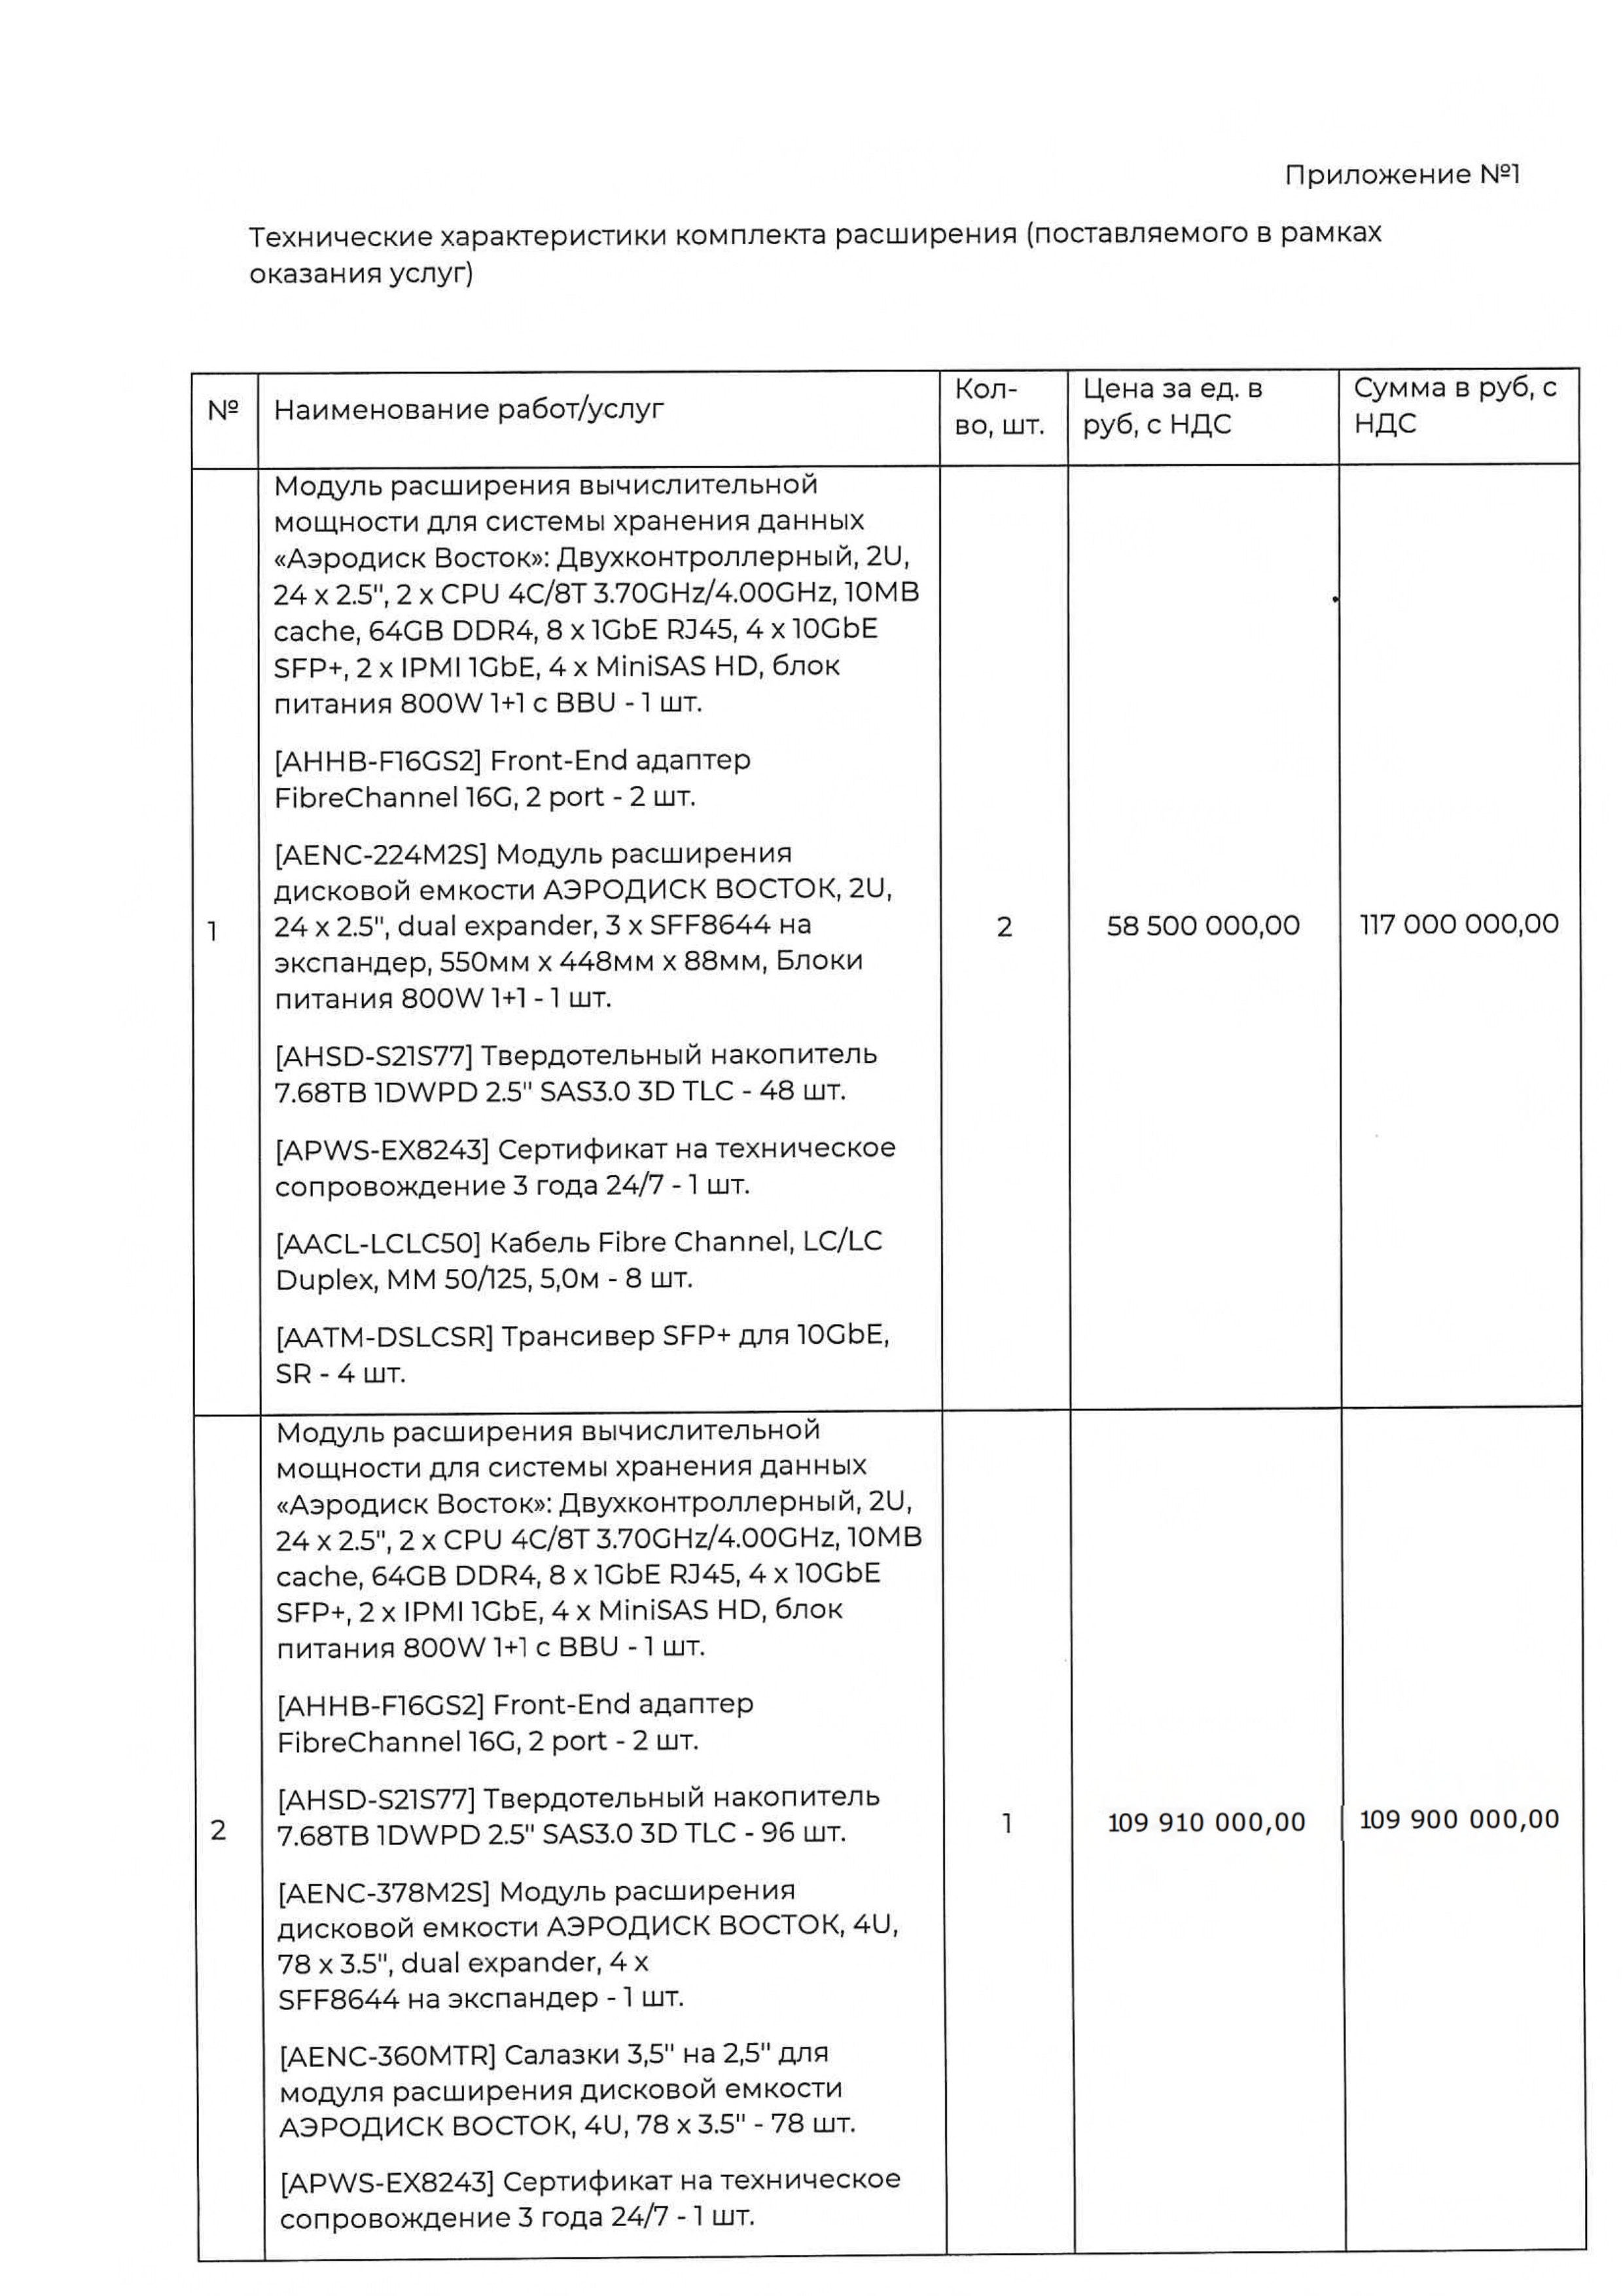 Приложение №1
Технические характеристики комплекта расширения (поставляемого в рамках
оказания услуг)
№
Наименование работ/услуг
Кол-
во, шт.
Цена за ед. в
руб, с НДС
Сумма в руб, с
НДС
1
Модуль расширения вычислительной
мощности для системы хранения данных
«Аэродиск Восток»: Двухконтроллерный, 2U,
24 x 2.5", 2 x CPU 4C/8T 3.70GHz/4.00GHz, 10MB
cache, 64GB DDR4, 8 x 1GbE RJ45, 4 x 10GbE
SFP+, 2 x IPMI 1GbE, 4 x MiniSAS HD, блок
питания 800W 1+1 с BBU - 1 шт.
[AHHB-F16GS2] Front-End адаптер
FibreChannel 16G, 2 port - 2 шт.
[AENC-224M2S] Модуль расширения
дисковой емкости АЭРОДИСК ВОСТОК, 2U,
24 x 2.5", dual expander, 3 x SFF8644 на
экспандер, 550мм x 448мм x 88мм, Блоки
питания 800W 1+1 - 1 шт.
[AHSD-S21S77] Твердотельный накопитель
7.68TB 1DWPD 2.5" SAS3.0 3D TLC - 48 шт.
[APWS-EX8243] Сертификат на техническое
сопровождение 3 года 24/7 - 1 шт.
[AACL-LCLC50] Кабель Fibre Channel, LC/LC
Duplex, MM 50/125, 5,0м - 8 шт.
[AATM-DSLCSR] Трансивер SFP+ для 10GbE,
SR - 4 шт.
2
58 500 000,00
117 000 000,00
2
Модуль расширения вычислительной
мощности для системы хранения данных
«Аэродиск Восток»: Двухконтроллерный, 2U,
24 x 2.5", 2 x CPU 4C/8T 3.70GHz/4.00GHz, 10MB
cache, 64GB DDR4, 8 x 1GbE RJ45, 4 x 10GbE
SFP+, 2 x IPMI 1GbE, 4 x MiniSAS HD, блок
питания 800W 1+1 с BBU - 1 шт.
[AHHB-F16GS2] Front-End адаптер
FibreChannel 16G, 2 port - 2 шт.
[AHSD-S21S77] Твердотельный накопитель
7.68TB 1DWPD 2.5" SAS3.0 3D TLC - 96 шт.
[AENC-378M2S] Модуль расширения
дисковой емкости АЭРОДИСК ВОСТОК, 4U,
78 x 3.5", dual expander, 4 x
SFF8644 на экспандер - 1 шт.
[AENC-360MTR] Салазки 3,5" на 2,5" для
модуля расширения дисковой емкости
АЭРОДИСК ВОСТОК, 4U, 78 x 3.5" - 78 шт.
[APWS-EX8243] Сертификат на техническое
сопровождение 3 года 24/7 - 1 шт.
1
109 910 000,00
109 900 000,00